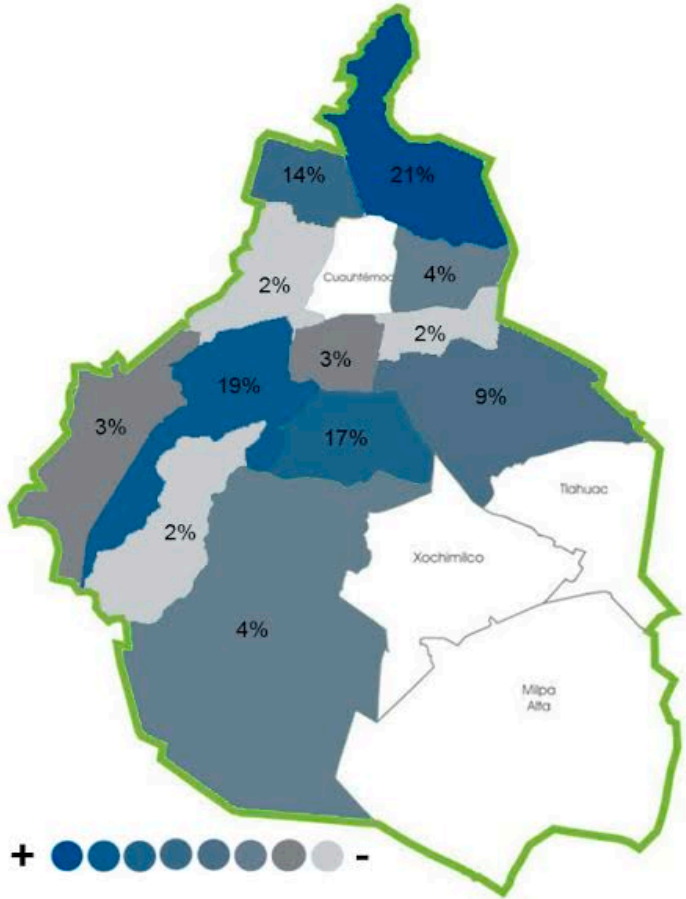 14%
21%
Cuauhtémoc
4%
2%
2%
3%
19%
9%
3%
17%
Tlahuac
2%
Xochimilco
4%
Milpa
Alta
+ -